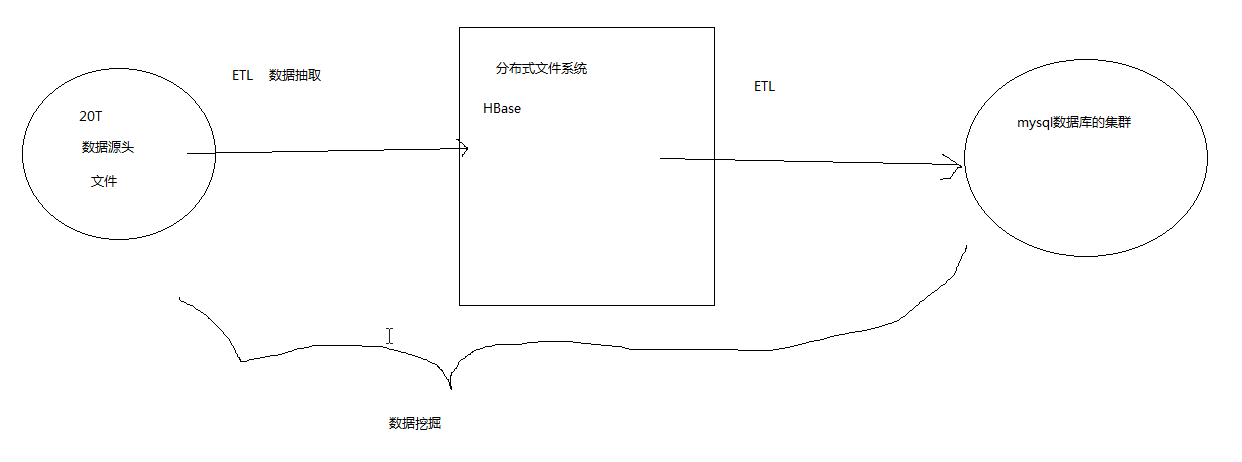 ETL 数据抽取
20T
数据源头
文件
分布式文件系统
HBase
ETL
mysql数据库的集群
数据挖掘